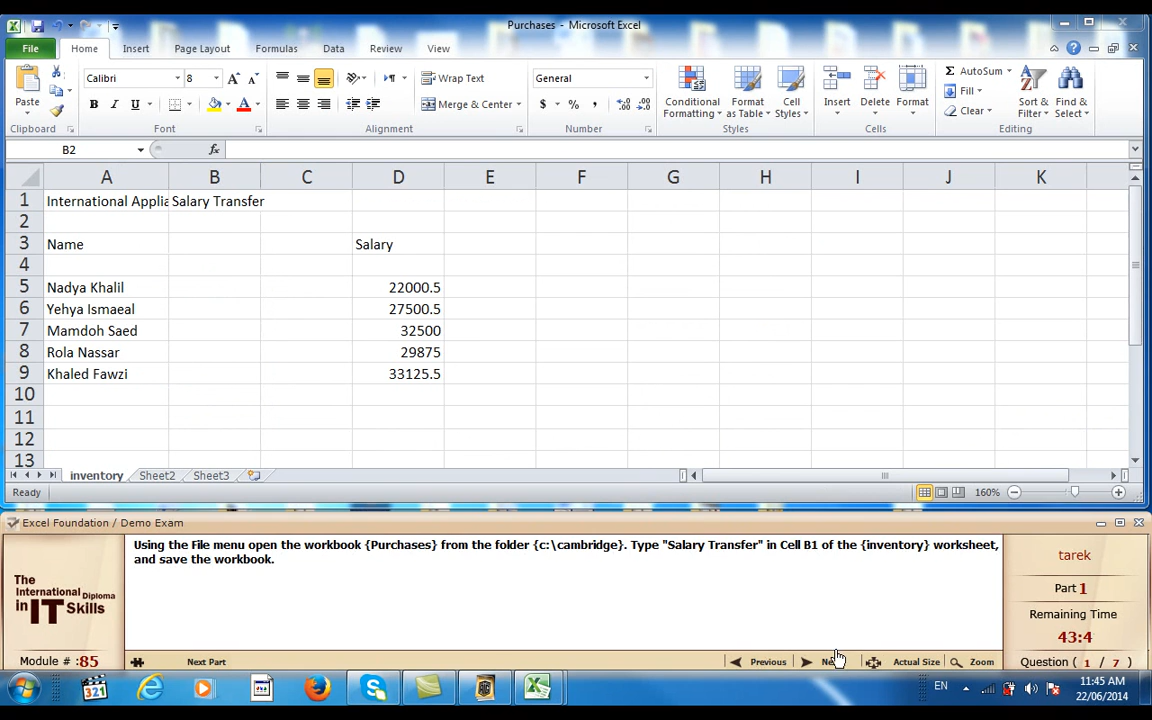 Purchases - Microsoft Excel
File Home Insert Page Layout Formulas Data Review View
Paste
Clipboard
Calibri 8
B I U
A A A
Font
Wrap Text
Merge & Center
Alignment
General
$ % ,
Number
Conditional Formatting
Format as Table
Cell Styles
Styles
Insert Delete Format
Cells
Σ AutoSum
Fill
Clear
Sort & Filter
Find & Select
Editing
B2 fx
A B C D E F G H I J K
1 International Applia Salary Transfer
2
3 Name Salary
4
5 Nadya Khalil 22000.5
6 Yehya Ismaeal 27500.5
7 Mamdoh Saed 32500
8 Rola Nassar 29875
9 Khaled Fawzi 33125.5
10
11
12
13
inventory Sheet2 Sheet3
Ready 160%
Excel Foundation / Demo Exam
Using the File menu open the workbook {Purchases} from the folder {c:\cambridge}. Type "Salary Transfer" in Cell B1 of the {inventory} worksheet,
and save the workbook.
The
International Diploma
in IT Skills
Module # :85
tarek
Part 1
Remaining Time
43:4
Question ( 1 / 7 )
Next Part Previous Actual Size Zoom
321
EN
11:45 AM
22/06/2014